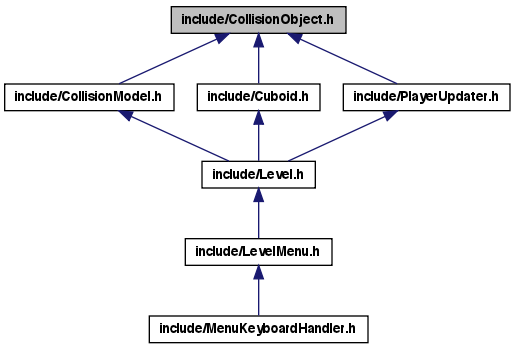 include/CollisionObject.h
include/CollisionModel.h
include/Cuboid.h
include/PlayerUpdater.h
include/Level.h
include/LevelMenu.h
include/MenuKeyboardHandler.h